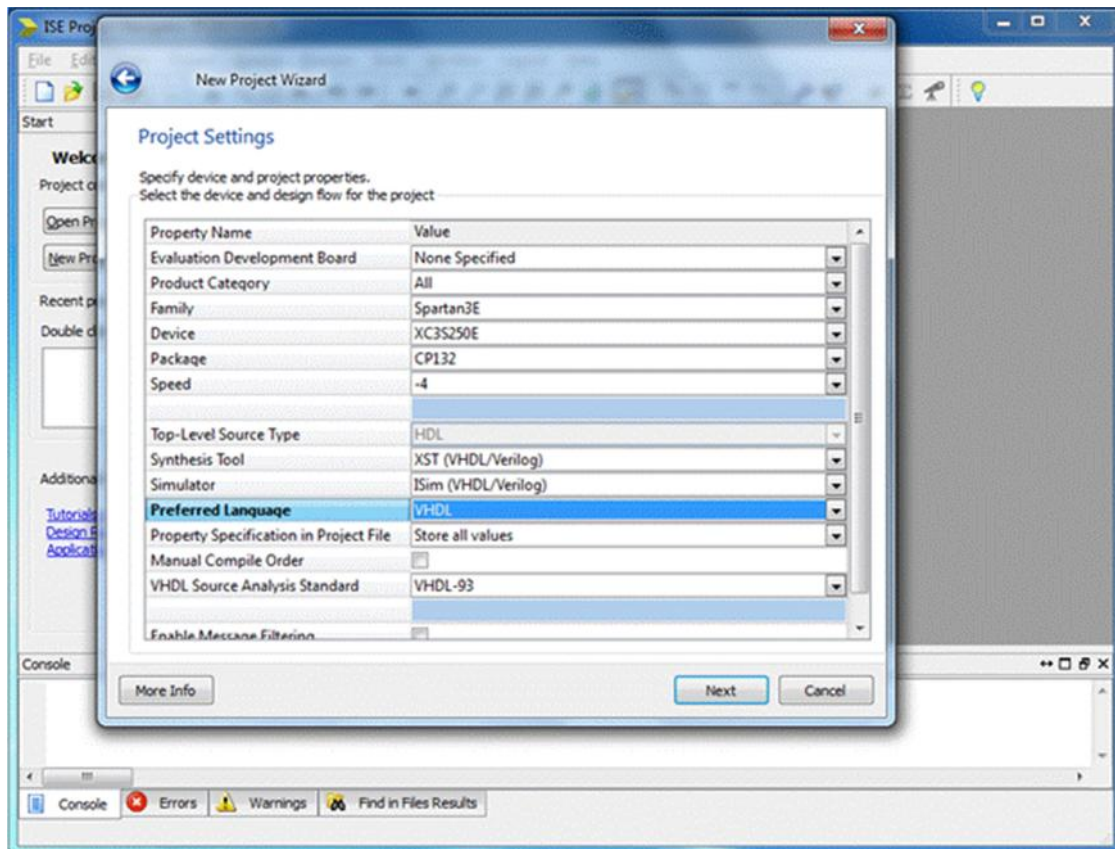 ISE Proj
File Edi
New Project Wizard
Start
Project Settings
Welco
Specify device and project properties.
Project co
Select the device and design flow for the project
Open Pr
Property Name Value
Evaluation Development Board None Specified
New Pro
Product Category All
Recent p
Family Spartan3E
Double cl
Device XC3S250E
Package CP132
Speed -4
Top-Level Source Type HDL
Synthesis Tool XST (VHDL/Verilog)
Additiona
Simulator ISim (VHDL/Verilog)
Preferred Language VHDL
Tutorials
Property Specification in Project File Store all values
Design R
Manual Compile Order
Applicat
VHDL Source Analysis Standard VHDL-93
Enable Message Filtering
Console
More Info Next Cancel
Console Errors Warnings Find in Files Results